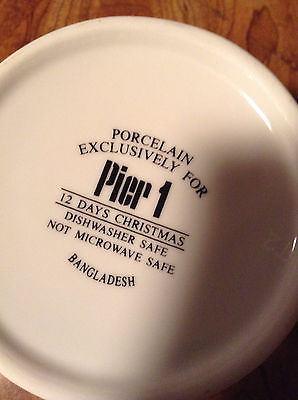 PORCELAIN
EXCLUSIVELY FOR
Pier 1
12 DAYS CHRISTMAS
DISHWASHER SAFE
NOT MICROWAVE SAFE
BANGLADESH